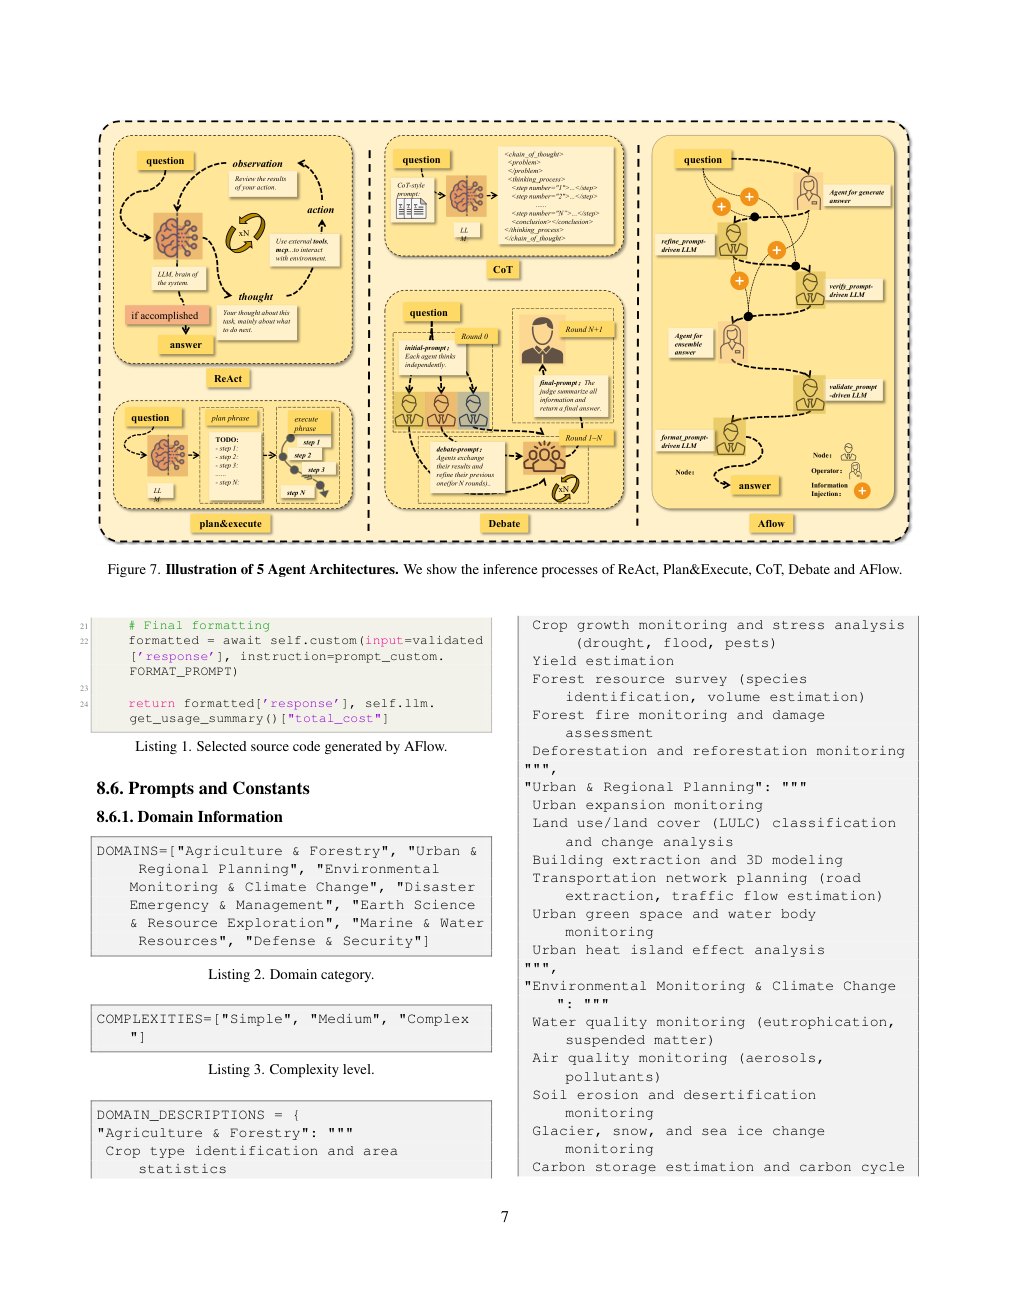 question
observation
Review the results
of your action.
action
xN
Use external tools,
mcp...to interact
with environment.
LLM, brain of
the system.
thought
if accomplished
Your thought about this
task, mainly about what
to do next.
answer
ReAct
question
plan phrase
execute
phrase
TODO:
- step 1:
- step 2:
- step 3:
......
- step N:
step 1
step 2
step 3
step N
LL
M
plan&execute
question
CoT-style
prompt:
LL
M
<chain_of_thought>
<problem>
</problem>
<thinking_process>
<step number="1">...</step>
<step number="2">...</step>
......
<step number="N">...</step>
<conclusion></conclusion>
</thinking_process>
</chain_of_thought>
CoT
question
Round 0
initial-prompt:
Each agent thinks
independently.
Round N+1
final-prompt: The
judge summarize all
information and
return a final answer.
Round 1~N
debate-prompt:
Agents exchange
their results and
refine their previous
one(for N rounds)..
xN
Debate
question
Agent for generate
answer
refine_prompt-
driven LLM
verify_prompt-
driven LLM
Agent for
ensemble
answer
validate_prompt
-driven LLM
format_prompt-
driven LLM
Node:
answer
Node:
Operator:
Information
Injection:
Aflow
Figure 7. Illustration of 5 Agent Architectures. We show the inference processes of ReAct, Plan&Execute, CoT, Debate and AFlow.
21 # Final formatting
22 formatted = await self.custom(input=validated
['response'], instruction=prompt_custom.
FORMAT_PROMPT)
23
24 return formatted['response'], self.llm.
get_usage_summary()["total_cost"]
Listing 1. Selected source code generated by AFlow.
8.6. Prompts and Constants
8.6.1. Domain Information
DOMAINS=["Agriculture & Forestry", "Urban &
Regional Planning", "Environmental
Monitoring & Climate Change", "Disaster
Emergency & Management", "Earth Science
& Resource Exploration", "Marine & Water
Resources", "Defense & Security"]
Listing 2. Domain category.
COMPLEXITIES=["Simple", "Medium", "Complex
"]
Listing 3. Complexity level.
DOMAIN_DESCRIPTIONS = {
"Agriculture & Forestry": """
Crop type identification and area
statistics
Crop growth monitoring and stress analysis
(drought, flood, pests)
Yield estimation
Forest resource survey (species
identification, volume estimation)
Forest fire monitoring and damage
assessment
Deforestation and reforestation monitoring
""",
"Urban & Regional Planning": """
Urban expansion monitoring
Land use/land cover (LULC) classification
and change analysis
Building extraction and 3D modeling
Transportation network planning (road
extraction, traffic flow estimation)
Urban green space and water body
monitoring
Urban heat island effect analysis
""",
"Environmental Monitoring & Climate Change
": """
Water quality monitoring (eutrophication,
suspended matter)
Air quality monitoring (aerosols,
pollutants)
Soil erosion and desertification
monitoring
Glacier, snow, and sea ice change
monitoring
Carbon storage estimation and carbon cycle
7